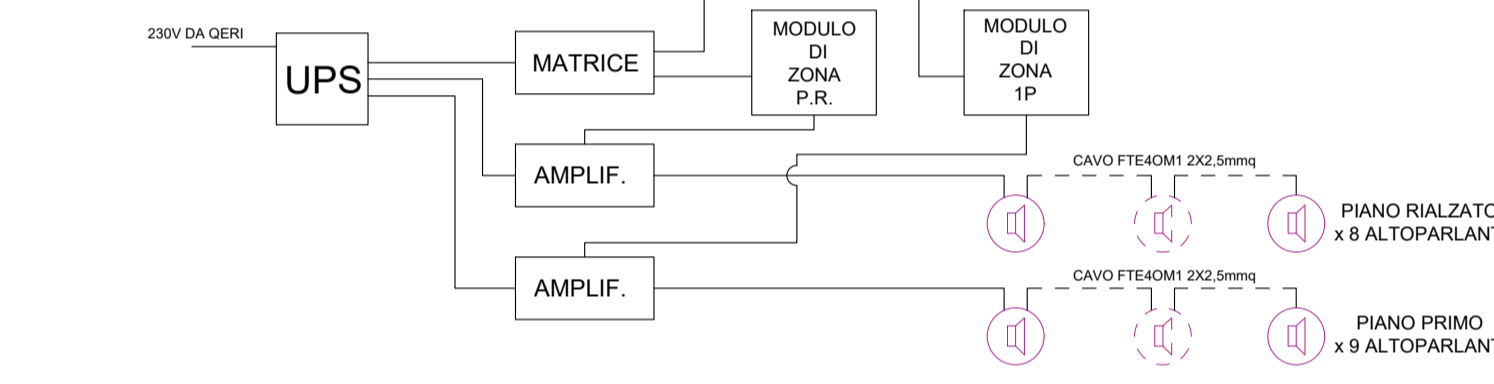 230V DA QERI
UPS
MATRICE
MODULO
DI
ZONA
P.R.
MODULO
DI
ZONA
1P
AMPLIF.
CAVO FTE4OM1 2X2,5mmq
PIANO RIALZATO
x 8 ALTOPARLANT
AMPLIF.
CAVO FTE4OM1 2X2,5mmq
PIANO PRIMO
x 9 ALTOPARLANT